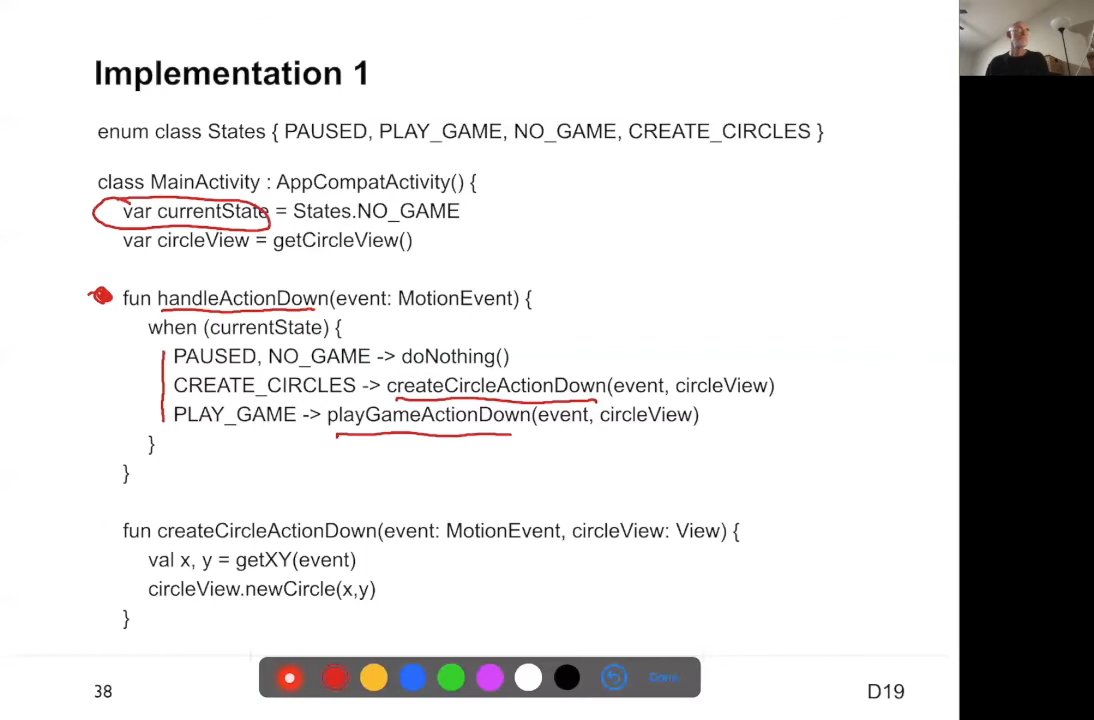 Implementation 1
enum class States { PAUSED, PLAY_GAME, NO_GAME, CREATE_CIRCLES }
class MainActivity : AppCompatActivity() {
var currentState = States.NO_GAME
var circleView = getCircleView()
fun handleActionDown(event: MotionEvent) {
when (currentState) {
PAUSED, NO_GAME -> doNothing()
CREATE_CIRCLES -> createCircleActionDown(event, circleView)
PLAY_GAME -> playGameActionDown(event, circleView)
}
}
fun createCircleActionDown(event: MotionEvent, circleView: View) {
val x, y = getXY(event)
circleView.newCircle(x,y)
}
Done
38
D19